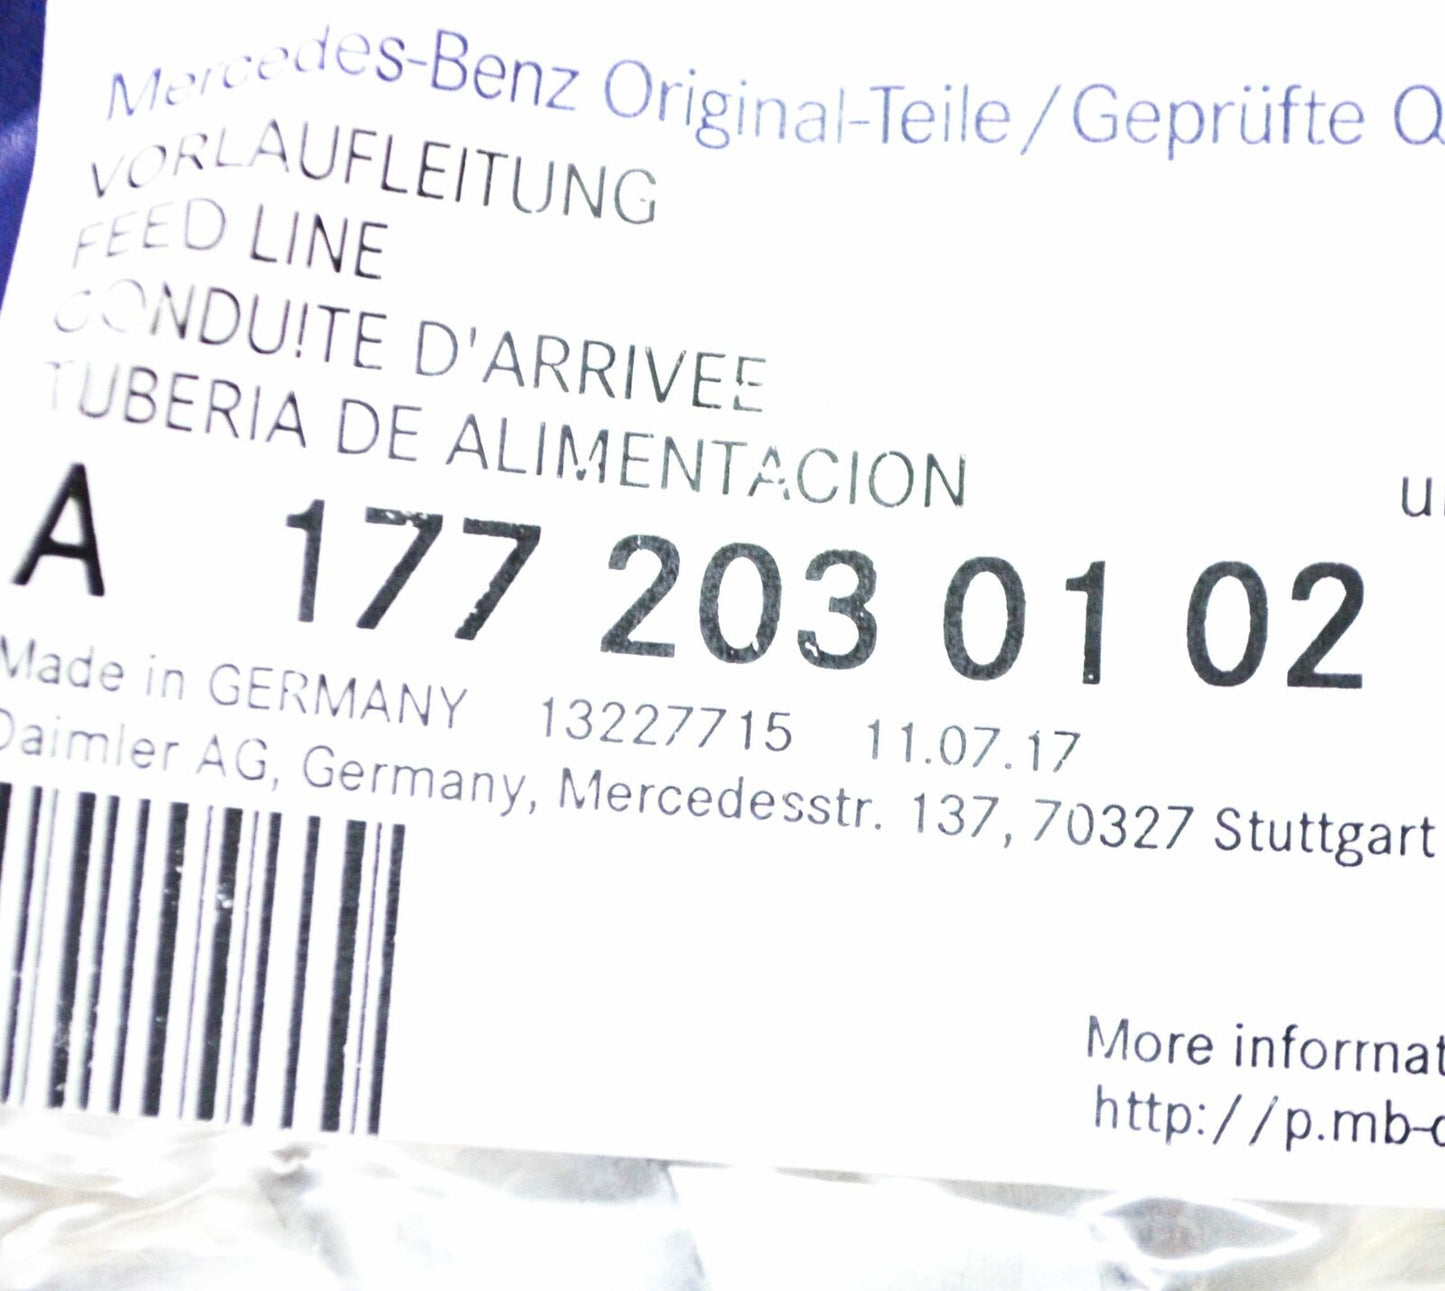 Mercedes-Benz Original-Teile / Geprüfte
VORLAUFLEITUNG
FEED LINE
CONDUITE D'ARRIVEE
TUBERIA DE ALIMENTACION
A 177 203 01 02
Made in GERMANY 13227715 11.07.17
Daimler AG, Germany, Mercedesstr. 137, 70327 Stuttgart
More
http://p.mb-